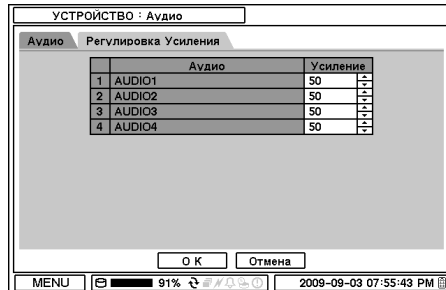 УСТРОЙСТВО : Аудио
Аудио Регулировка Усиления
Аудио Усиление
1 AUDIO1 50
2 AUDIO2 50
3 AUDIO3 50
4 AUDIO4 50
O K Отмена
MENU 91% 2009-09-03 07:55:43 PM